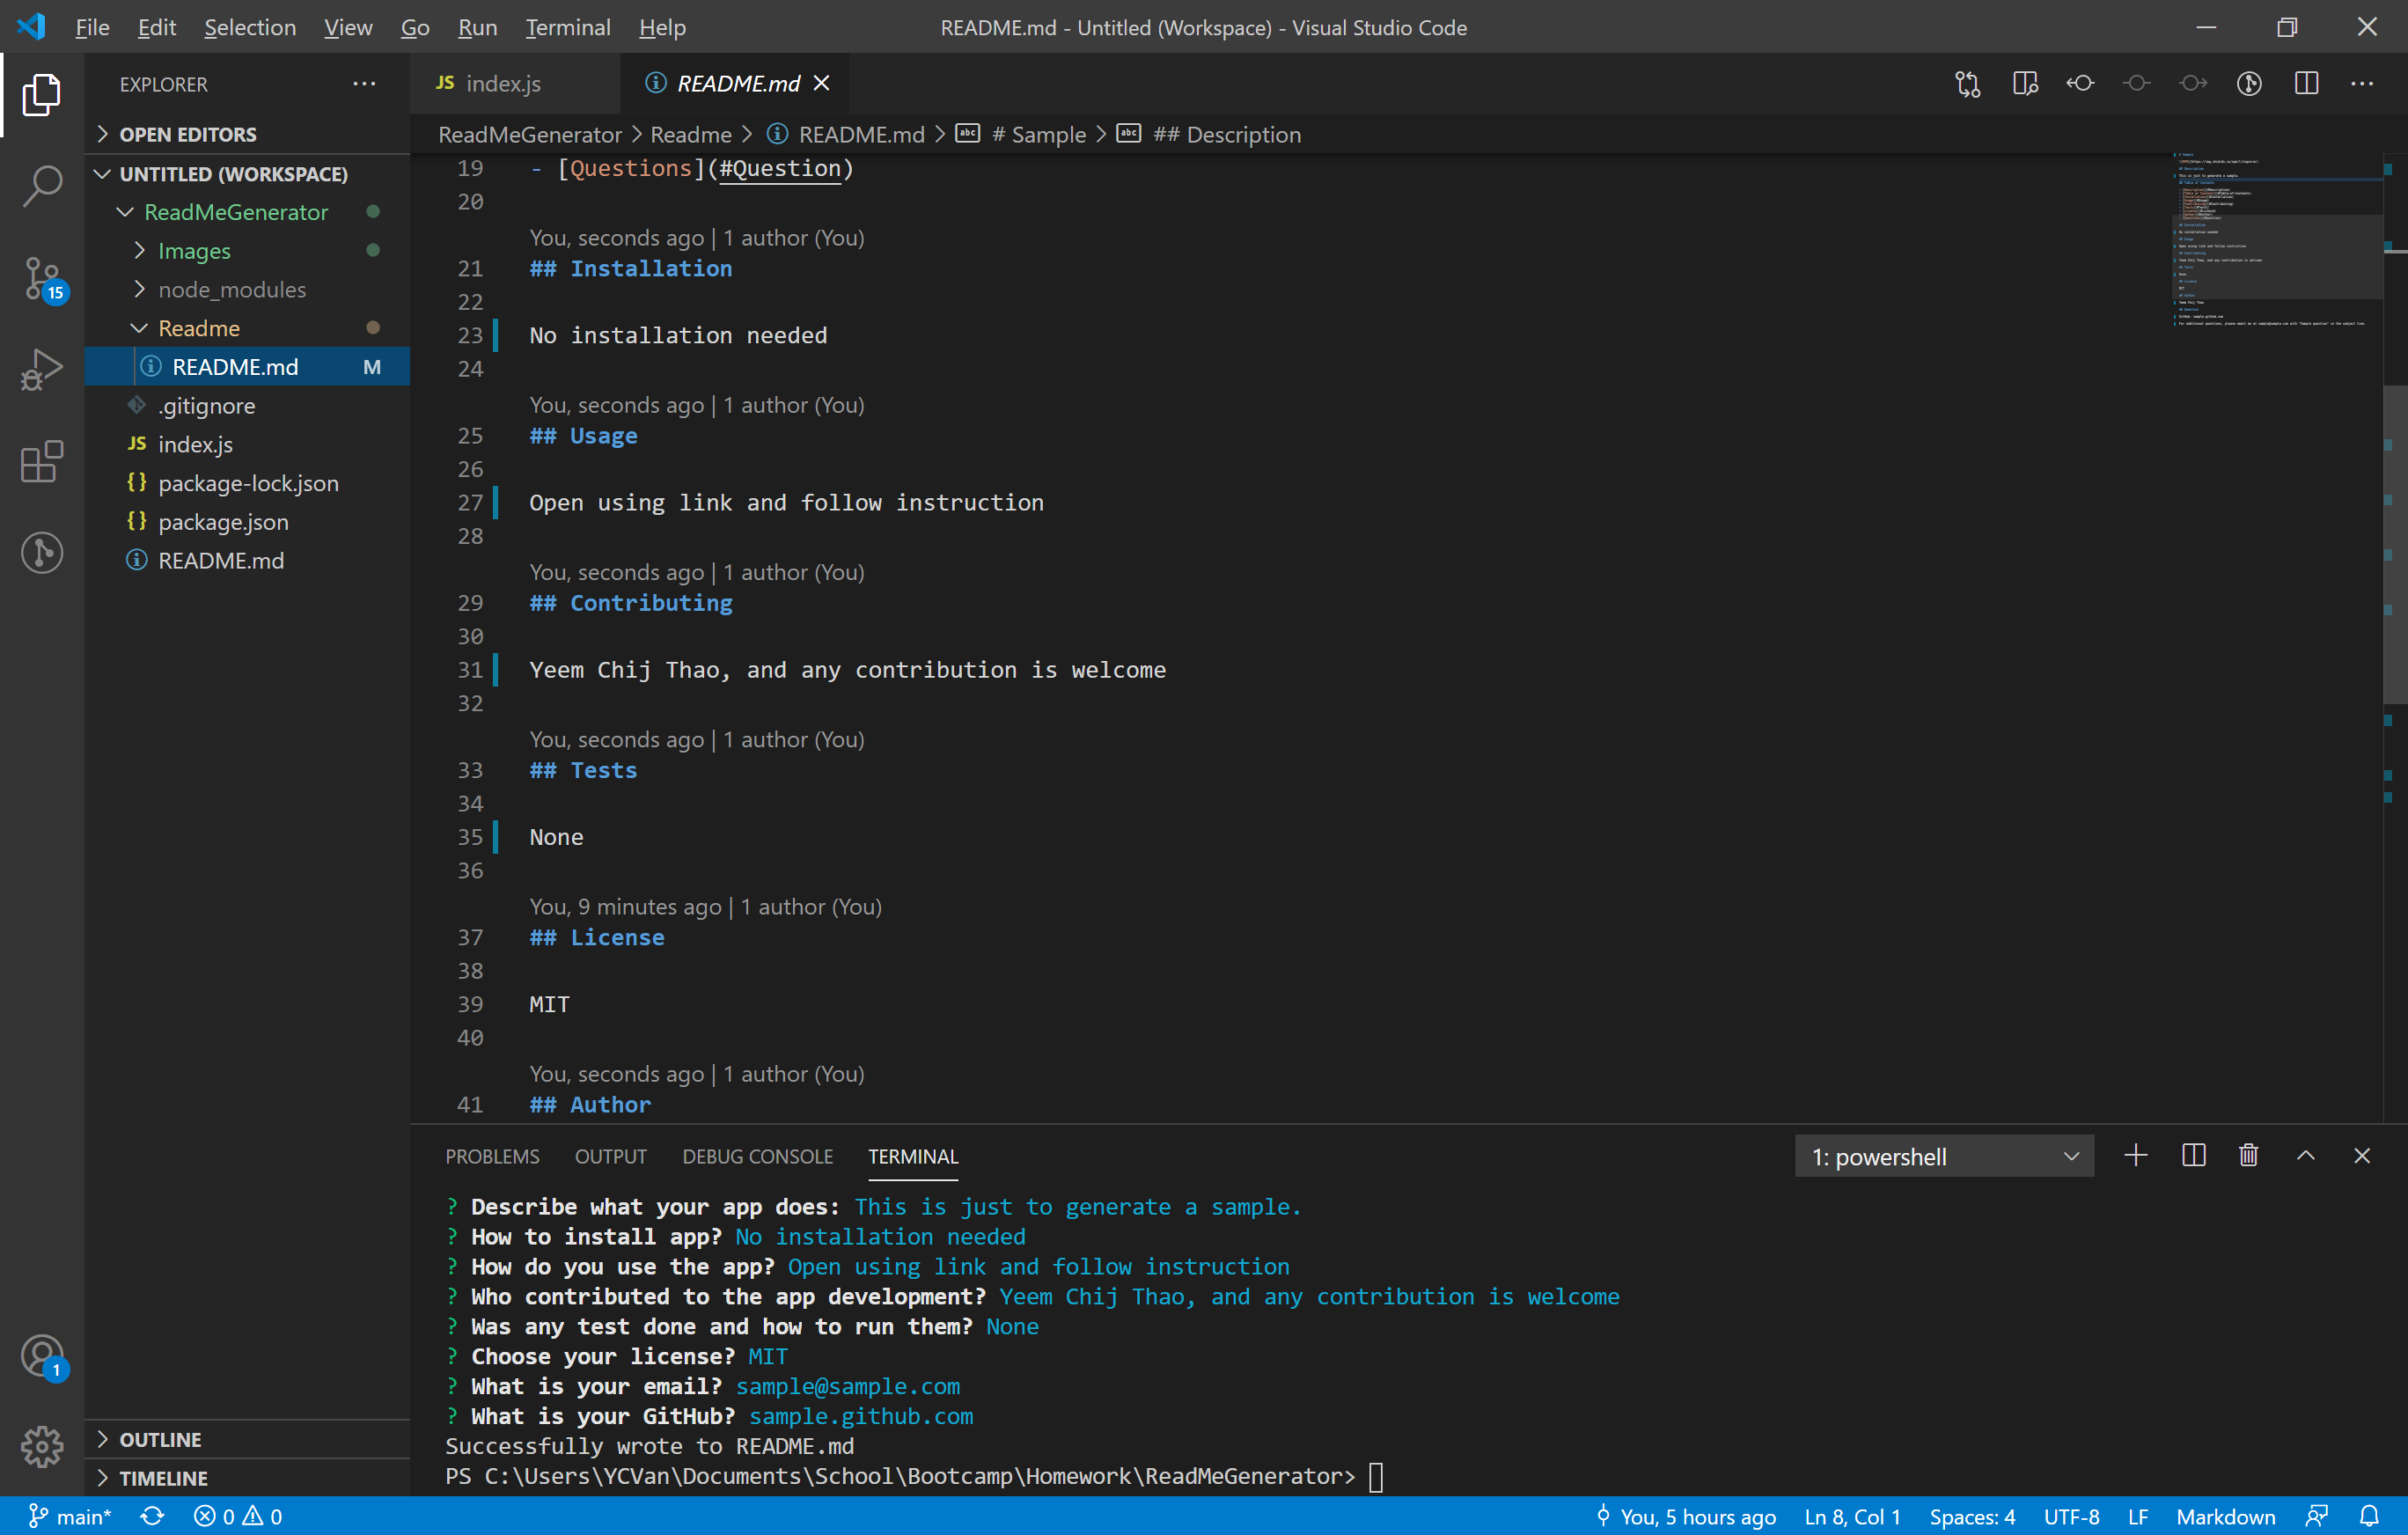 File Edit Selection View Go Run Terminal Help
README.md - Untitled (Workspace) - Visual Studio Code
EXPLORER
OPEN EDITORS
UNTITLED (WORKSPACE)
ReadMeGenerator
Images
node_modules
Readme
README.md M
.gitignore
JS index.js
{} package-lock.json
{} package.json
README.md
OUTLINE
TIMELINE
15
1
JS index.js
README.md
ReadMeGenerator > Readme > README.md > abc # Sample > abc ## Description
19 - [Questions](#Question)
20
You, seconds ago | 1 author (You)
21 ## Installation
22
23 No installation needed
24
You, seconds ago | 1 author (You)
25 ## Usage
26
27 Open using link and follow instruction
28
You, seconds ago | 1 author (You)
29 ## Contributing
30
31 Yeem Chij Thao, and any contribution is welcome
32
You, seconds ago | 1 author (You)
33 ## Tests
34
35 None
36
You, 9 minutes ago | 1 author (You)
37 ## License
38
39 MIT
40
You, seconds ago | 1 author (You)
41 ## Author
PROBLEMS OUTPUT DEBUG CONSOLE TERMINAL
1: powershell
? Describe what your app does: This is just to generate a sample.
? How to install app? No installation needed
? How do you use the app? Open using link and follow instruction
? Who contributed to the app development? Yeem Chij Thao, and any contribution is welcome
? Was any test done and how to run them? None
? Choose your license? MIT
? What is your email? sample@sample.com
? What is your GitHub? sample.github.com
Successfully wrote to README.md
PS C:\Users\YCVan\Documents\School\Bootcamp\Homework\ReadMeGenerator>
main* 0 0
You, 5 hours ago Ln 8, Col 1 Spaces: 4 UTF-8 LF Markdown